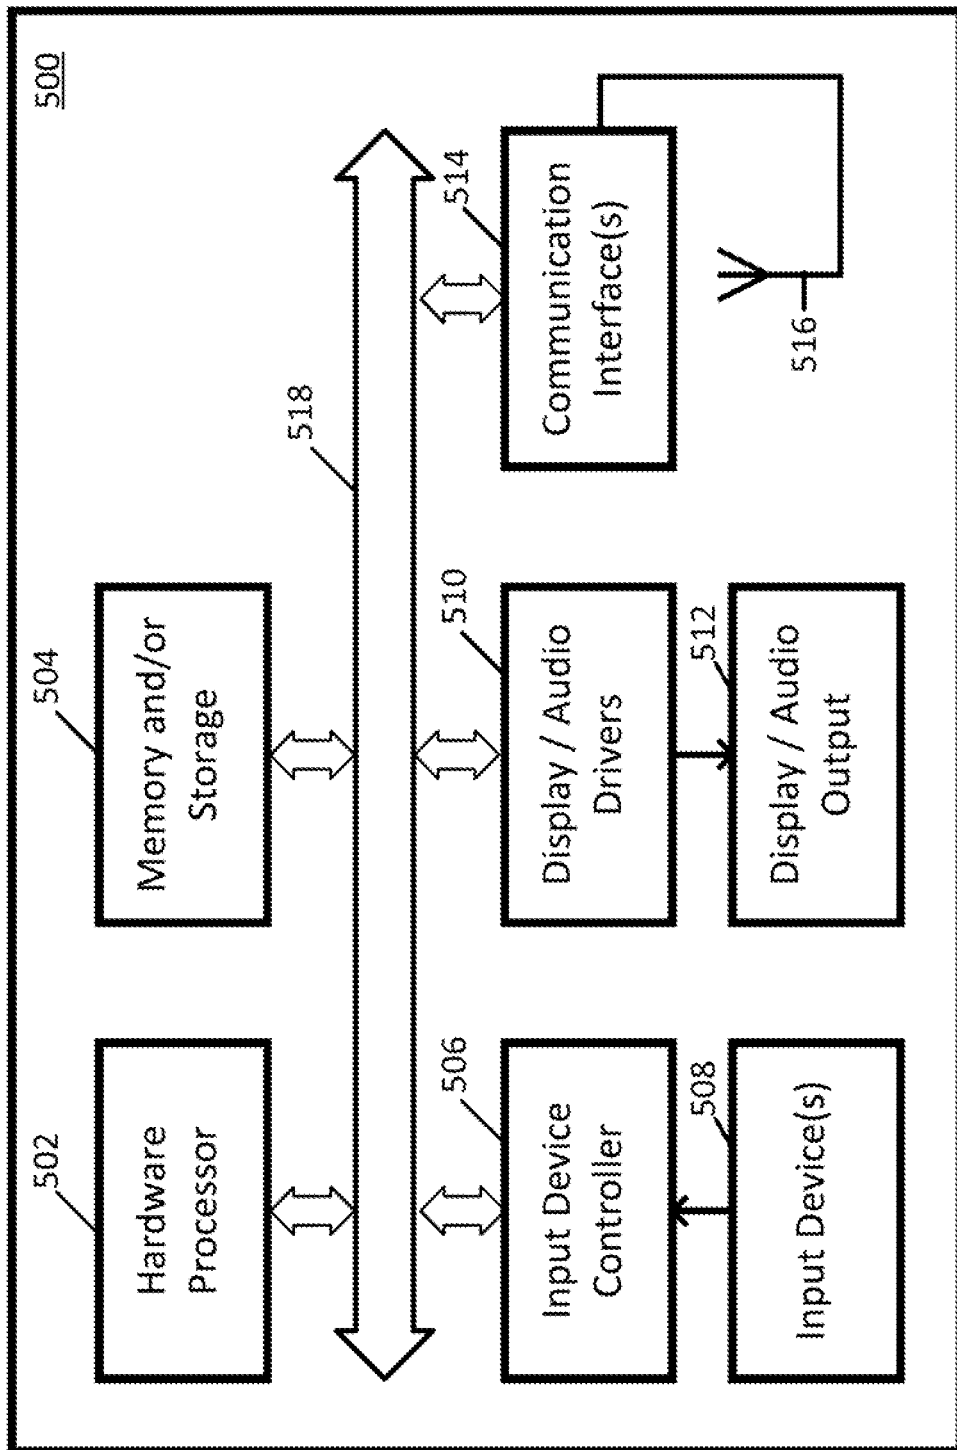 500
502
Hardware
Processor
504
Memory and/or
Storage
518
506
Input Device
Controller
510
Display / Audio
Drivers
514
Communication
Interface(s)
508
Input Device(s)
512
Display / Audio
Output
516